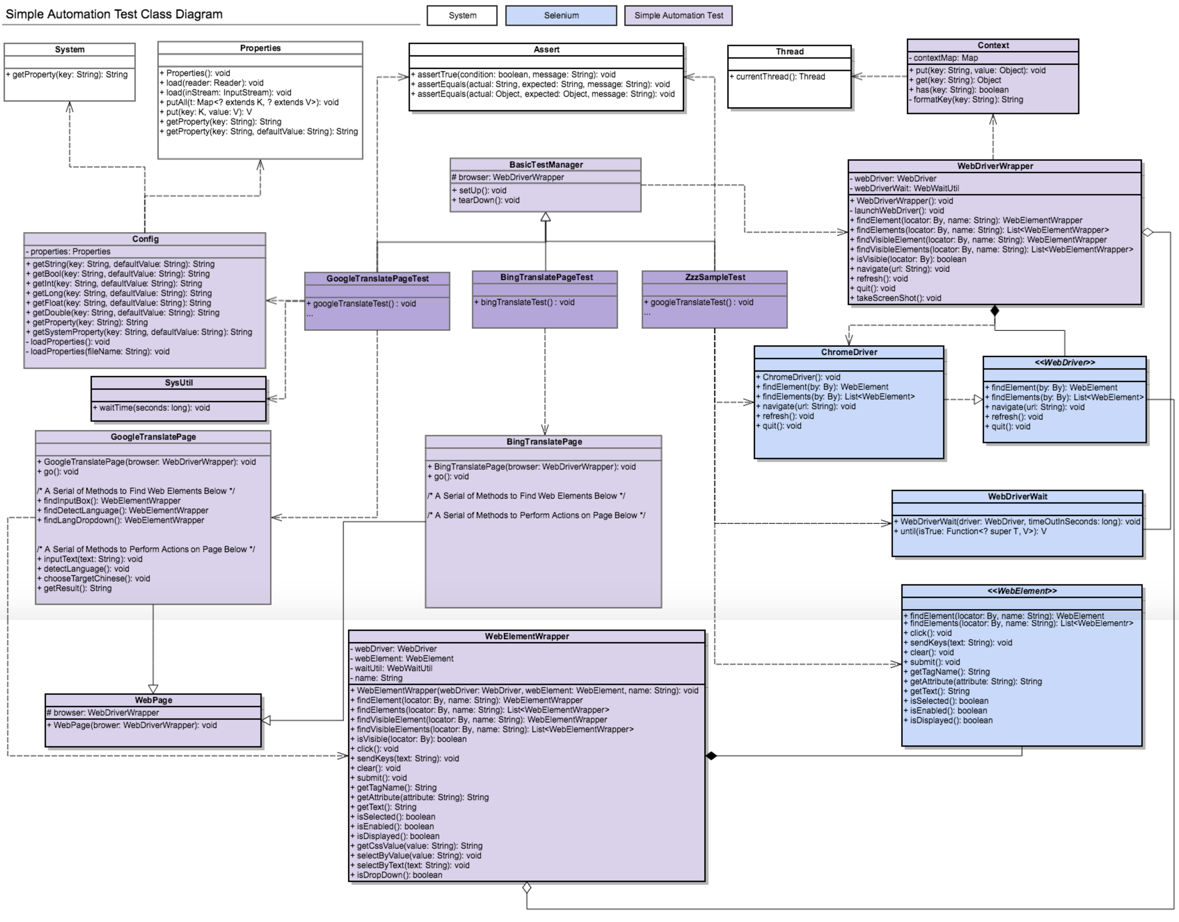 Simple Automation Test Class Diagram
System
Selenium
Simple Automation Test
System
+ getProperty(key: String): String
Properties
+ Properties(): void
+ load(reader: Reader): void
+ load(inStream: InputStream): void
+ putAll(t: Map<? extends K, ? extends V>): void
+ put(key: K, value: V): V
+ getProperty(key: String): String
+ getProperty(key: String, defaultValue: String): String
Assert
+ assertTrue(condition: boolean, message: String): void
+ assertEquals(actual: String, expected: String, message: String): void
+ assertEquals(actual: Object, expected: Object, message: String): void
Thread
+ currentThread(): Thread
Context
- contextMap: Map
+ put(key: String, value: Object): void
+ get(key: String): Object
+ has(key: String): boolean
- formatKey(key: String): String
BasicTestManager
# browser: WebDriverWrapper
+ setUp(): void
+ tearDown(): void
WebDriverWrapper
- webDriver: WebDriver
- webDriverWait: WebWaitUtil
+ WebDriverWrapper(): void
- launchWebDriver(): void
+ findElement(locator: By, name: String): WebElementWrapper
+ findElements(locator: By, name: String): List<WebElementWrapper>
+ findVisibleElement(locator: By, name: String): WebElementWrapper
+ findVisibleElements(locator: By, name: String): List<WebElementWrapper>
+ isVisible(locator: By): boolean
+ navigate(url: String): void
+ refresh(): void
+ quit(): void
+ takeScreenShot(): void
Config
- properties: Properties
+ getString(key: String, defaultValue: String): String
+ getBool(key: String, defaultValue: String): String
+ getInt(key: String, defaultValue: String): String
+ getLong(key: String, defaultValue: String): String
+ getFloat(key: String, defaultValue: String): String
+ getDouble(key: String, defaultValue: String): String
+ getProperty(key: String): String
+ getSystemProperty(key: String, defaultValue: String): String
- loadProperties(): void
- loadProperties(fileName: String): void
GoogleTranslatePageTest
+ googleTranslateTest() : void
...
BingTranslatePageTest
+ bingTranslateTest() : void
ZzzSampleTest
+ googleTranslateTest() : void
...
SysUtil
+ waitTime(seconds: long): void
ChromeDriver
+ ChromeDriver(): void
+ findElement(by: By): WebElement
+ findElements(by: By): List<WebElement>
+ navigate(url: String): void
+ refresh(): void
+ quit(): void
<<WebDriver>>
+ findElement(by: By): WebElement
+ findElements(by: By): List<WebElement>
+ navigate(url: String): void
+ refresh(): void
+ quit(): void
GoogleTranslatePage
+ GoogleTranslatePage(browser: WebDriverWrapper): void
+ go(): void
/* A Serial of Methods to Find Web Elements Below */
+ findInputBox(): WebElementWrapper
+ findDetectLanguage(): WebElementWrapper
+ findLangDropdown(): WebElementWrapper
/* A Serial of Methods to Perform Actions on Page Below */
+ inputText(text: String): void
+ detectLanguage(): void
+ chooseTargetChinese(): void
+ getResult(): String
BingTranslatePage
+ BingTranslatePage(browser: WebDriverWrapper): void
+ go(): void
/* A Serial of Methods to Find Web Elements Below */
/* A Serial of Methods to Perform Actions on Page Below */
WebDriverWait
+ WebDriverWait(driver: WebDriver, timeOutInSeconds: long): void
+ until(isTrue: Function<? super T, V>): V
<<WebElement>>
+ findElement(locator: By, name: String): WebElement
+ findElements(locator: By, name: String): List<WebElementr>
+ click(): void
+ sendKeys(text: String): void
+ clear(): void
+ submit(): void
+ getTagName(): String
+ getAttribute(attribute: String): String
+ getText(): String
+ isSelected(): boolean
+ isEnabled(): boolean
+ isDisplayed(): boolean
WebPage
# browser: WebDriverWrapper
+ WebPage(brower: WebDriverWrapper): void
WebElementWrapper
- webDriver: WebDriver
- webElement: WebElement
- waitUtil: WebWaitUtil
- name: String
+ WebElementWrapper(webDriver: WebDriver, webElement: WebElement, name: String): void
+ findElement(locator: By, name: String): WebElementWrapper
+ findElements(locator: By, name: String): List<WebElementWrapper>
+ findVisibleElement(locator: By, name: String): WebElementWrapper
+ findVisibleElements(locator: By, name: String): List<WebElementWrapper>
+ isVisible(locator: By): boolean
+ click(): void
+ sendKeys(text: String): void
+ clear(): void
+ submit(): void
+ getTagName(): String
+ getAttribute(attribute: String): String
+ getText(): String
+ isSelected(): boolean
+ isEnabled(): boolean
+ isDisplayed(): boolean
+ getCssValue(value: String): String
+ selectByValue(value: String): void
+ selectByText(text: String): void
+ isDropDown(): boolean